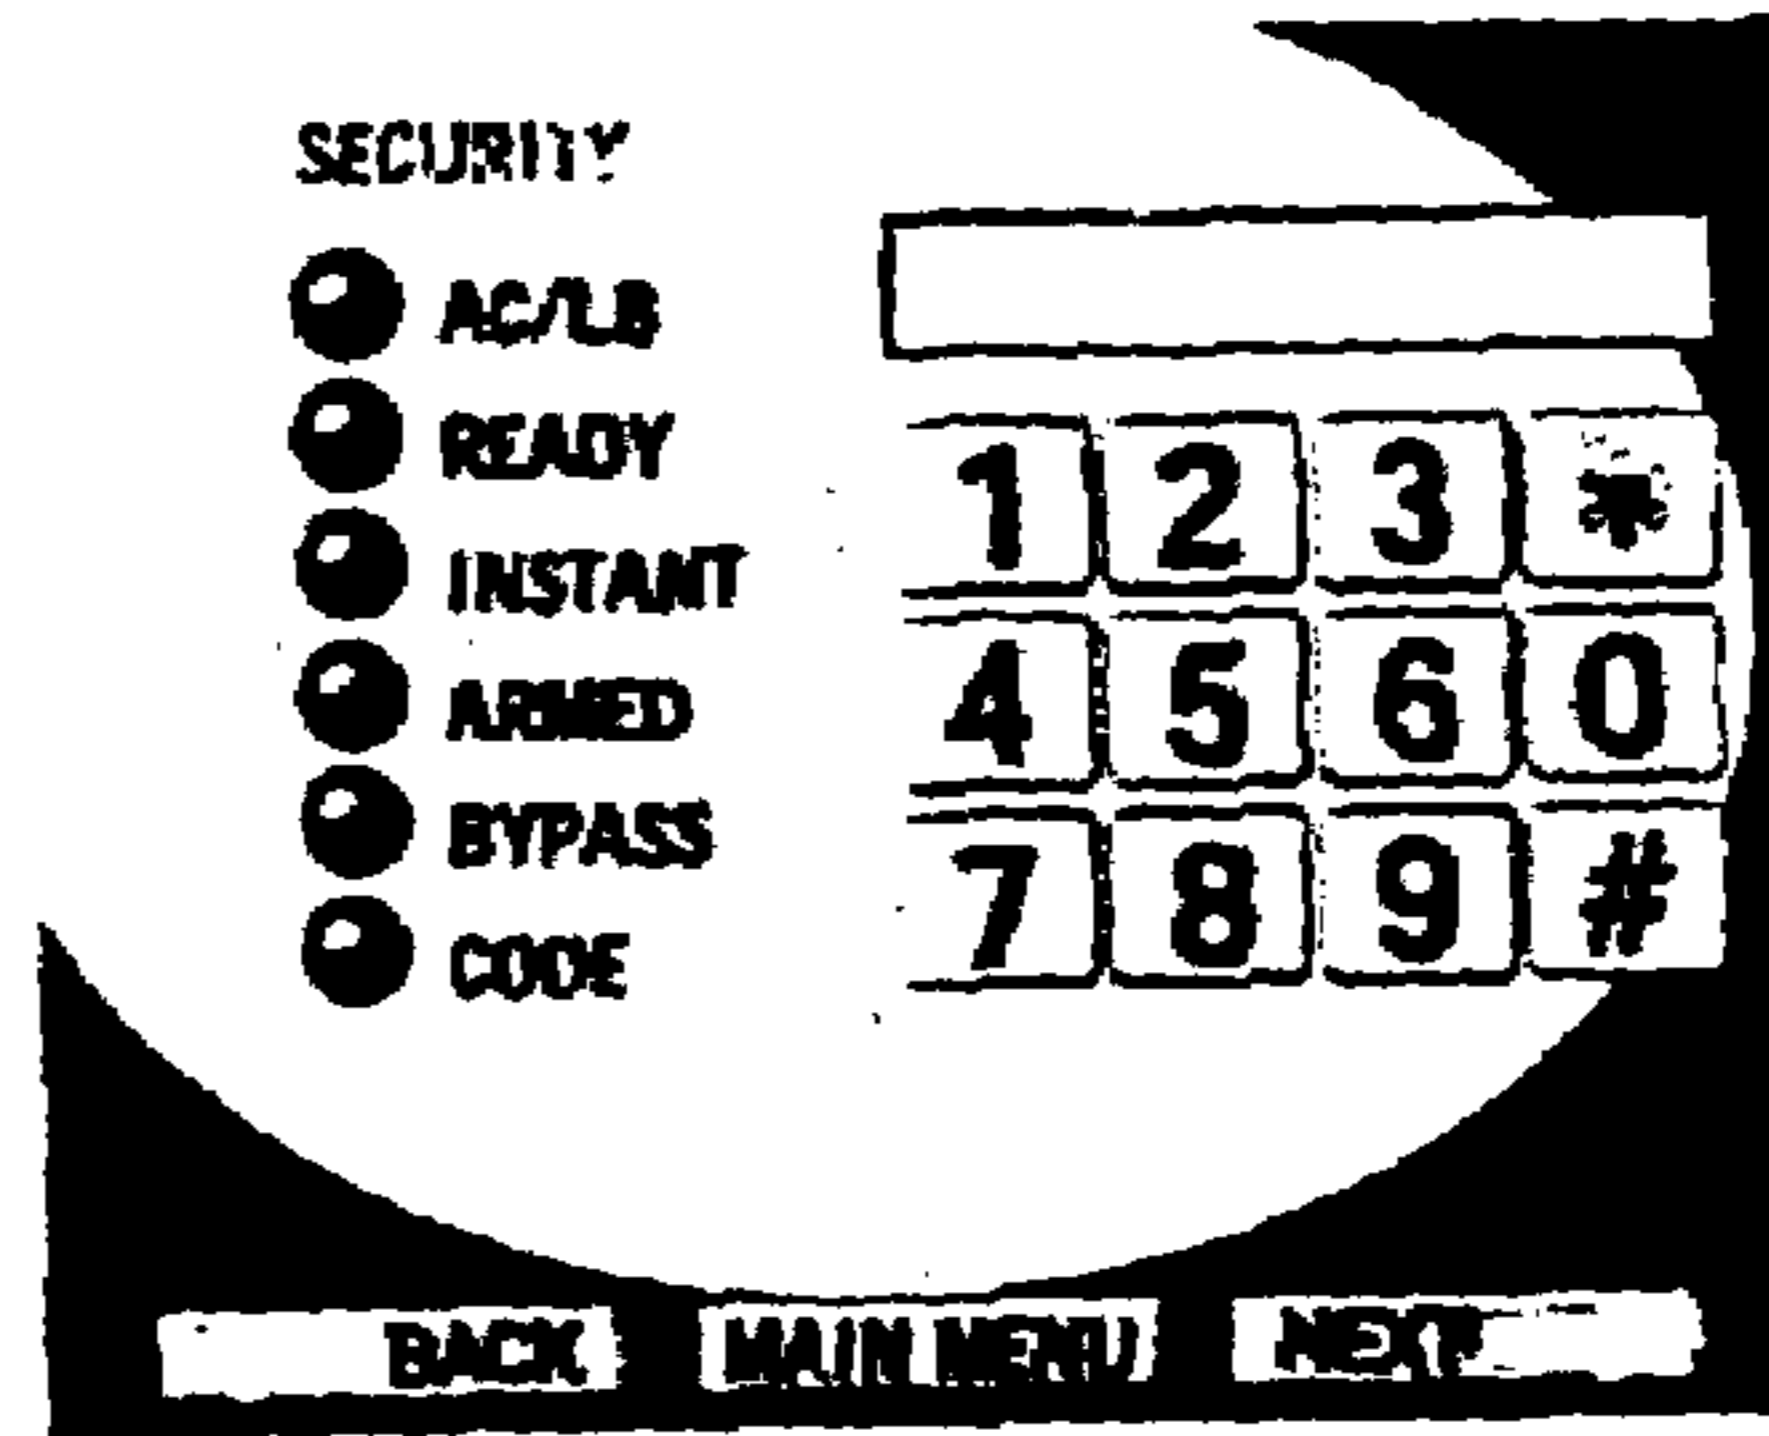 SECURITY
AC/LB
READY
INSTANT
ARMED
BYPASS
CODE
1 2 3 *
4 5 6 0
7 8 9 #
BACK MAIN MENU NEXT